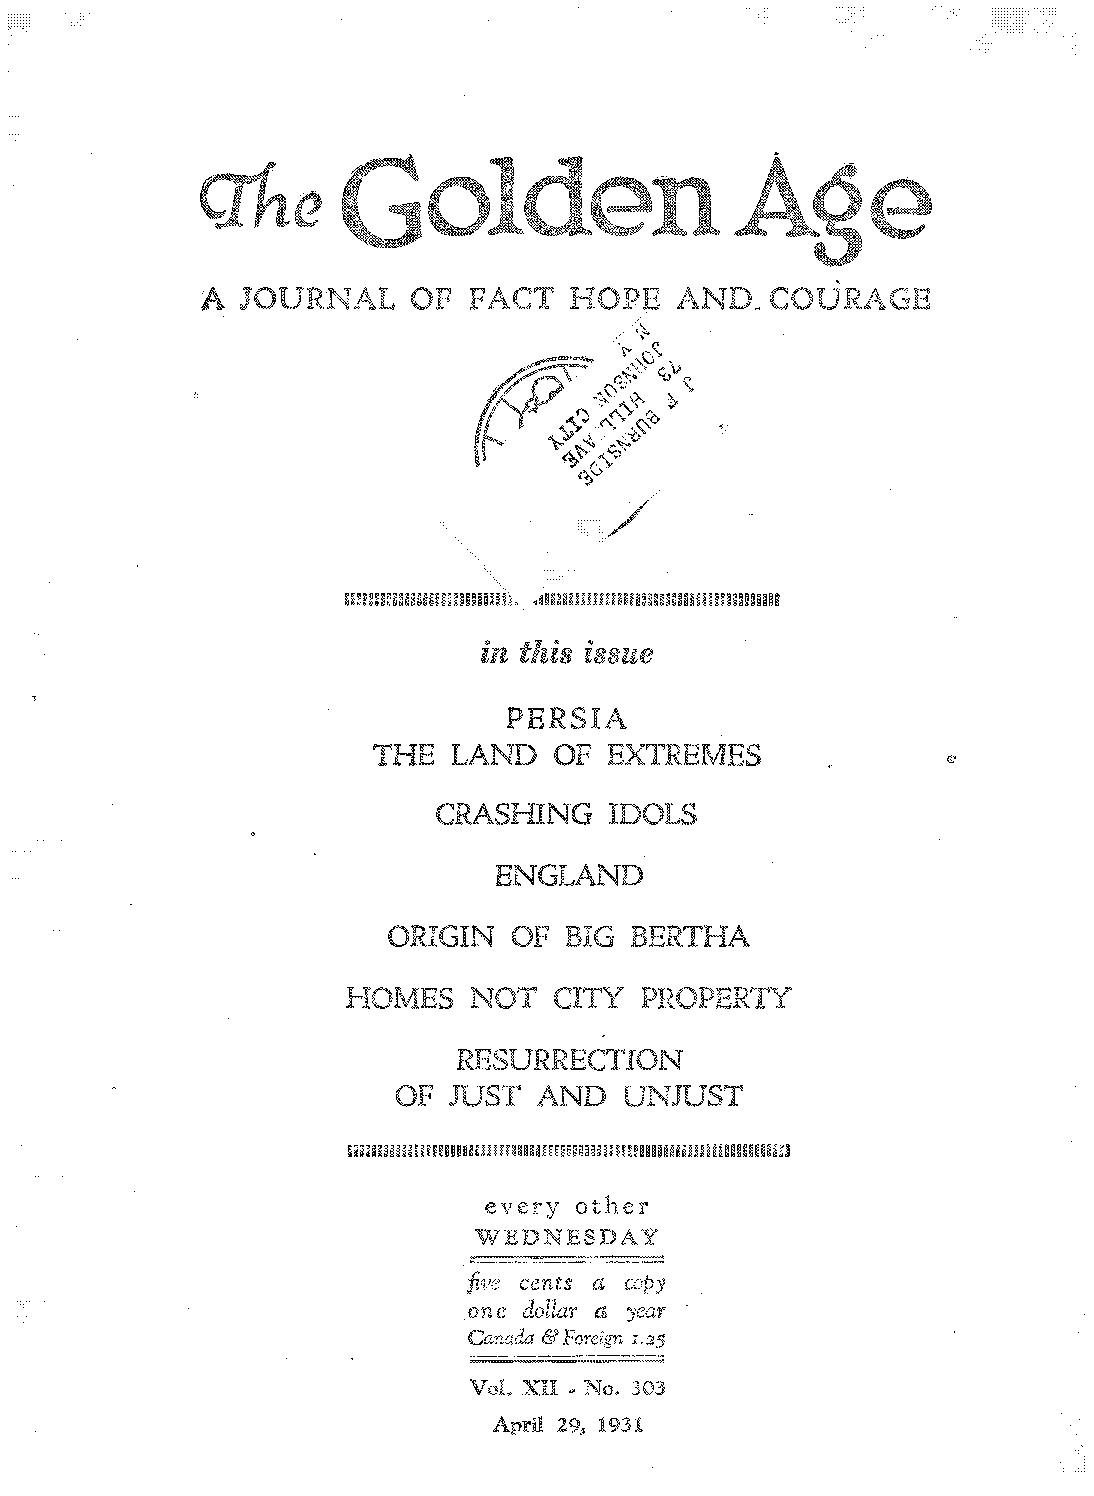 The Golden Age
A JOURNAL OF FACT HOPE AND COURAGE
J F BURNSIDE
73 HILL AVE
JOHNSON CITY
N Y
in this issue
PERSIA
THE LAND OF EXTREMES
CRASHING IDOLS
ENGLAND
ORIGIN OF BIG BERTHA
HOMES NOT CITY PROPERTY
RESURRECTION
OF JUST AND UNJUST
every other
WEDNESDAY
five cents a copy
one dollar a year
Canada & Foreign 1.25
Vol. XII - No. 303
April 29, 1931